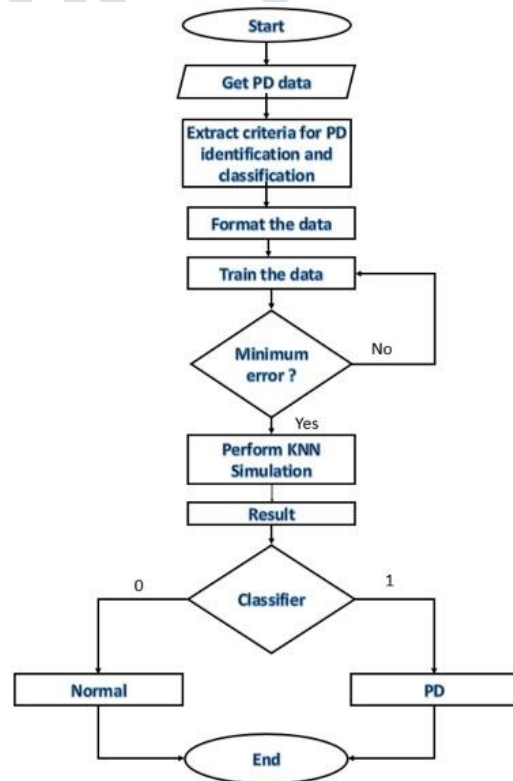 Start
Get PD data
Extract criteria for PD
identification and
classification
Format the data
Train the data
Minimum
error ?
No
Yes
Perform KNN
Simulation
Result
0
Classifier
1
Normal
PD
End